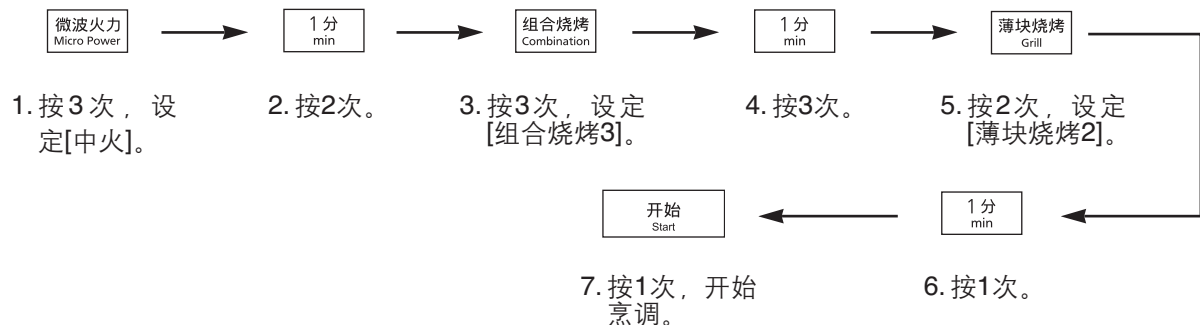 微波火力
Micro Power
1分
min
组合烧烤
Combination
1分
min
薄块烧烤
Grill
1. 按3次，设
定[中火]。
2. 按2次。
3. 按3次，设定
[组合烧烤3]。
4. 按3次。
5. 按2次，设定
[薄块烧烤2]。
1分
min
开始
Start
6. 按1次。
7. 按1次，开始
烹调。